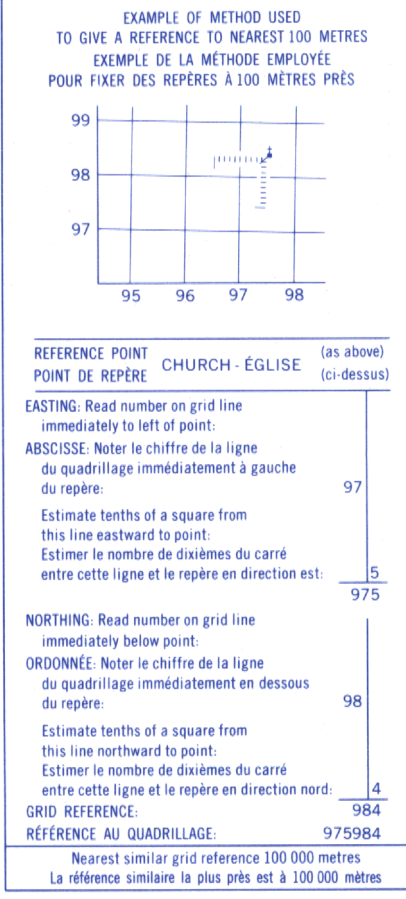 EXAMPLE OF METHOD USED
TO GIVE A REFERENCE TO NEAREST 100 METRES
EXEMPLE DE LA MÉTHODE EMPLOYÉE
POUR FIXER DES REPÈRES À 100 MÈTRES PRÈS
99
98
97
95 96 97 98
REFERENCE POINT
POINT DE REPÈRE
CHURCH - ÉGLISE
(as above)
(ci-dessus)
EASTING: Read number on grid line
immediately to left of point:
ABSCISSE: Noter le chiffre de la ligne
du quadrillage immédiatement à gauche
du repère: 97
Estimate tenths of a square from
this line eastward to point:
Estimer le nombre de dixièmes du carré
entre cette ligne et le repère en direction est: 5
975
NORTHING: Read number on grid line
immediately below point:
ORDONNÉE: Noter le chiffre de la ligne
du quadrillage immédiatement en dessous
du repère: 98
Estimate tenths of a square from
this line northward to point:
Estimer le nombre de dixièmes du carré
entre cette ligne et le repère en direction nord: 4
GRID REFERENCE: 984
RÉFÉRENCE AU QUADRILLAGE: 975984
Nearest similar grid reference 100 000 metres
La référence similaire la plus près est à 100 000 mètres